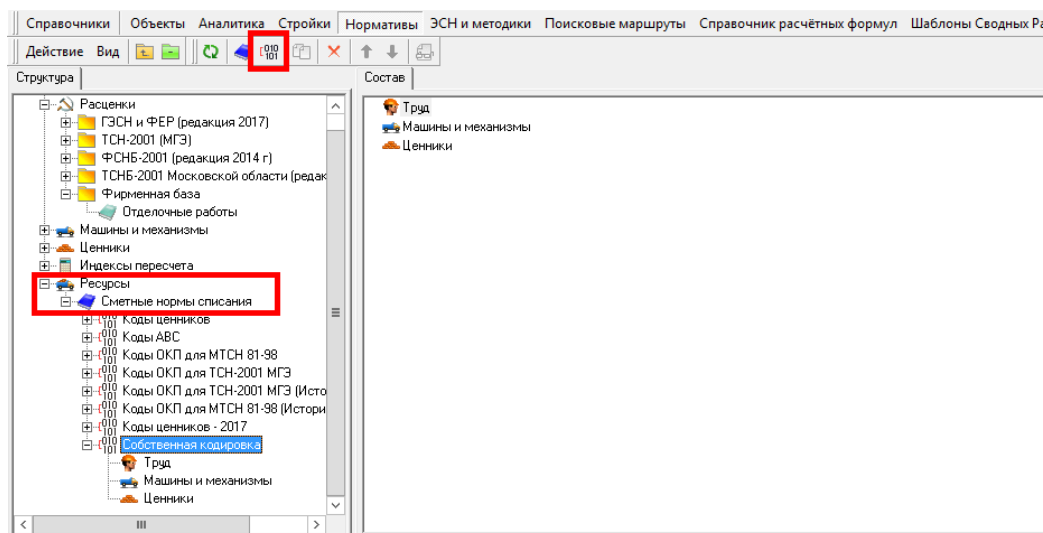 Справочники Объекты Аналитика Стройки Нормативы ЭСН и методики Поисковые маршруты Справочник расчётных формул Шаблоны Сводных Ра
Действие Вид
Структура
Состав
Расценки
ГЭСН и ФЕР (редакция 2017)
ТСН-2001 (МГЭ)
ФСНБ-2001 (редакция 2014 г)
ТСНБ-2001 Московской области (редак
Фирменная база
Отделочные работы
Машины и механизмы
Ценники
Индексы пересчета
Ресурсы
Сметные нормы списания
Коды ценников
Коды АВС
Коды ОКП для МТСН 81-98
Коды ОКП для ТСН-2001 МГЭ
Коды ОКП для ТСН-2001 МГЭ (Исто
Коды ОКП для МТСН 81-98 (Истори
Коды ценников - 2017
Собственная кодировка
Труд
Машины и механизмы
Ценники
Труд
Машины и механизмы
Ценники